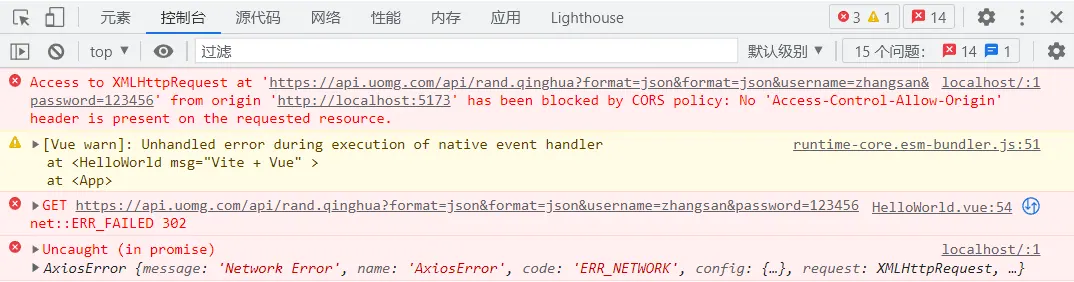 元素 控制台 源代码 网络 性能 内存 应用 Lighthouse 3 1 14
top 过滤 默认级别 15 个问题: 14 1
Access to XMLHttpRequest at 'https://api.uomg.com/api/rand.qinghua?format=json&format=json&username=zhangsan& localhost/:1
password=123456' from origin 'http://localhost:5173' has been blocked by CORS policy: No 'Access-Control-Allow-Origin'
header is present on the requested resource.
[Vue warn]: Unhandled error during execution of native event handler runtime-core.esm-bundler.js:51
at <HelloWorld msg="Vite + Vue" >
at <App>
GET https://api.uomg.com/api/rand.qinghua?format=json&format=json&username=zhangsan&password=123456 HelloWorld.vue:54
net::ERR_FAILED 302
Uncaught (in promise) localhost/:1
AxiosError {message: 'Network Error', name: 'AxiosError', code: 'ERR_NETWORK', config: {…}, request: XMLHttpRequest, …}